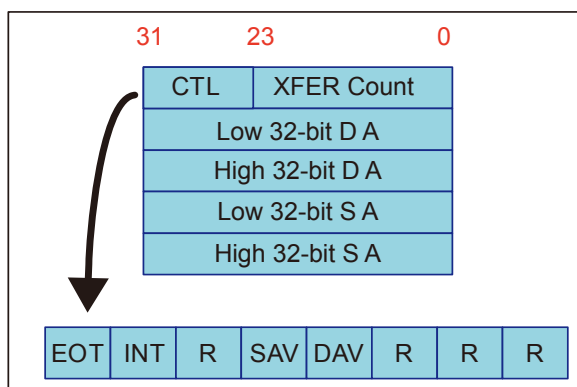 31 23 0
CTL XFER Count
Low 32-bit D A
High 32-bit D A
Low 32-bit S A
High 32-bit S A
EOT INT R SAV DAV R R R